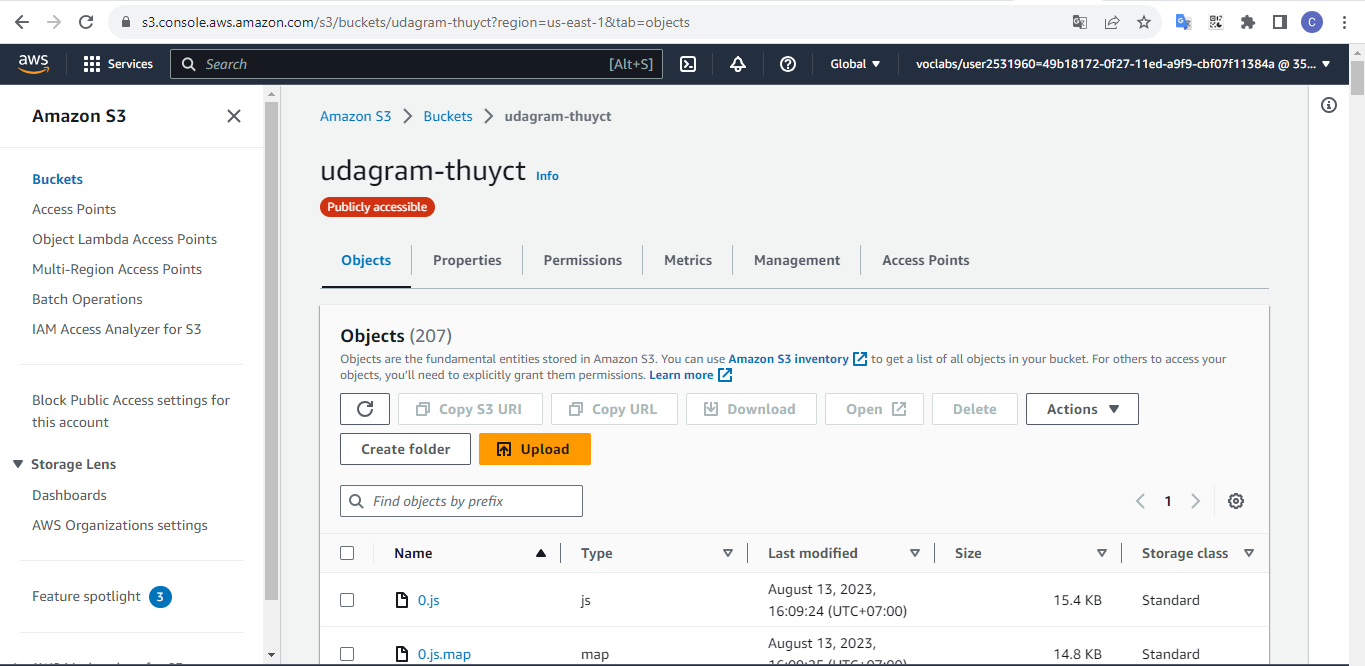 s3.console.aws.amazon.com/s3/buckets/udagram-thuyct?region=us-east-1&tab=objects
C
aws
Services
Search
[Alt+S]
Global
voclabs/user2531960=49b18172-0f27-11ed-a9f9-cbf07f11384a @ 35...
Amazon S3
Buckets
Access Points
Object Lambda Access Points
Multi-Region Access Points
Batch Operations
IAM Access Analyzer for S3
Block Public Access settings for
this account
Storage Lens
Dashboards
AWS Organizations settings
Feature spotlight 3
Amazon S3 > Buckets > udagram-thuyct
udagram-thuyct Info
Publicly accessible
Objects
Properties
Permissions
Metrics
Management
Access Points
Objects (207)
Objects are the fundamental entities stored in Amazon S3. You can use Amazon S3 inventory to get a list of all objects in your bucket. For others to access your
objects, you'll need to explicitly grant them permissions. Learn more
Copy S3 URI
Copy URL
Download
Open
Delete
Actions
Create folder
Upload
Find objects by prefix
1
Name Type Last modified Size Storage class
0.js js August 13, 2023, 15.4 KB Standard
16:09:24 (UTC+07:00)
0.js.map map August 13, 2023, 14.8 KB Standard
16:09:25 (UTC+07:00)